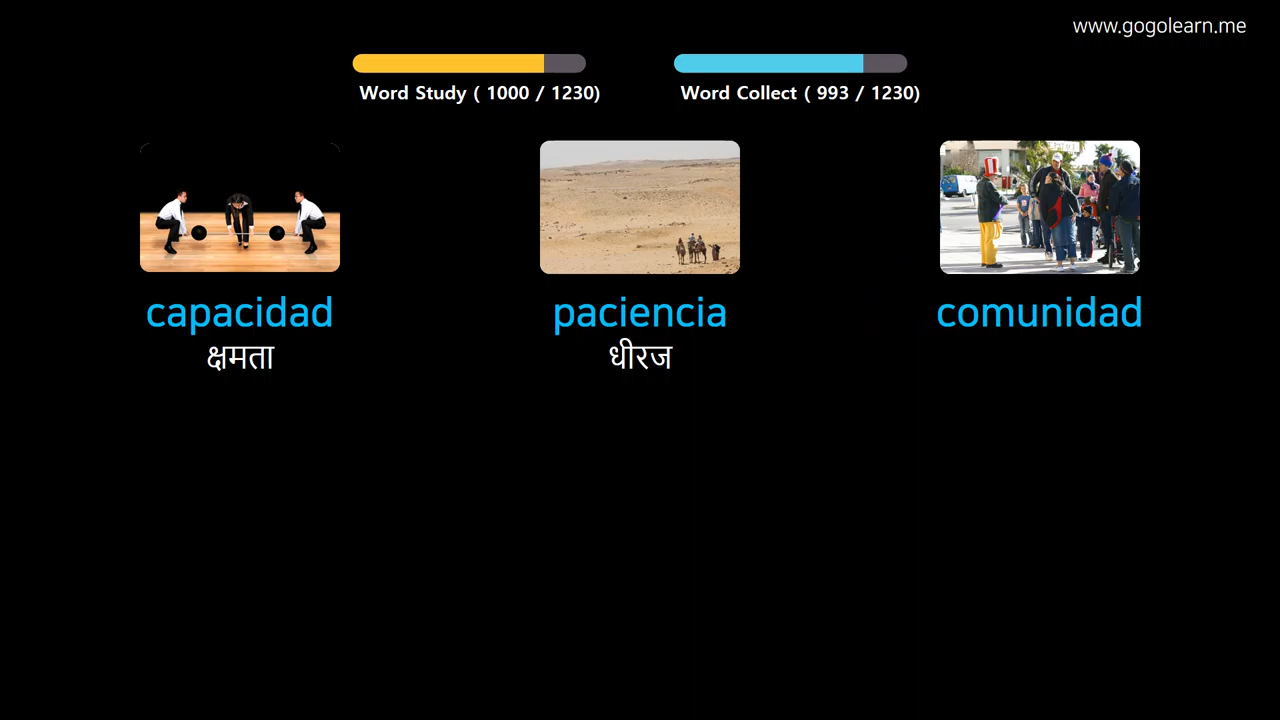 www.gogolearn.me
Word Study ( 1000 / 1230)
Word Collect ( 993 / 1230)
capacidad
क्षमता
paciencia
धीरज
comunidad